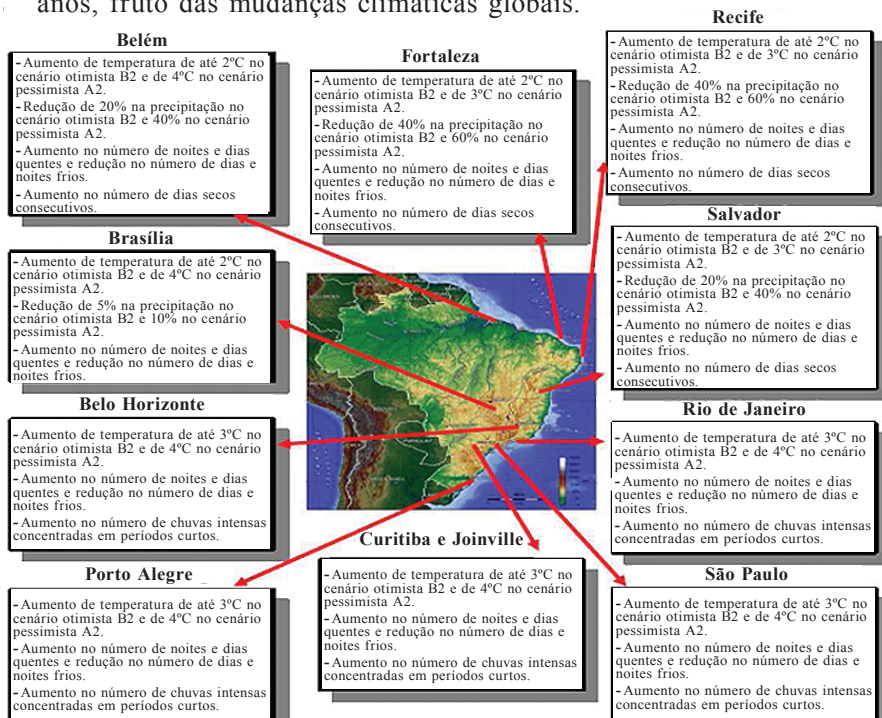 anos, fruto das mudanças climáticas globais.
Belém
-Aumento de temperatura de até 2ºC no
cenário otimista B2 e de 4ºC no cenário
pessimista A2.
-Redução de 20% na precipitação no
cenário otimista B2 e 40% no cenário
pessimista A2.
-Aumento no número de noites e dias
quentes e redução no número de dias e
noites frios.
-Aumento no número de dias secos
consecutivos.
Fortaleza
-Aumento de temperatura de até 2ºC no
cenário otimista B2 e de 3ºC no cenário
pessimista A2.
-Redução de 40% na precipitação no
cenário otimista B2 e 60% no cenário
pessimista A2.
-Aumento no número de noites e dias
quentes e redução no número de dias e
noites frios.
-Aumento no número de dias secos
consecutivos.
Recife
-Aumento de temperatura de até 2ºC no
cenário otimista B2 e de 3ºC no cenário
pessimista A2.
-Redução de 40% na precipitação no
cenário otimista B2 e 60% no cenário
pessimista A2.
-Aumento no número de noites e dias
quentes e redução no número de dias e
noites frios.
-Aumento no número de dias secos
consecutivos.
Brasília
-Aumento de temperatura de até 2ºC no
cenário otimista B2 e de 4ºC no cenário
pessimista A2.
-Redução de 5% na precipitação no
cenário otimista B2 e 10% no cenário
pessimista A2.
-Aumento no número de noites e dias
quentes e redução no número de dias e
noites frios.
Salvador
-Aumento de temperatura de até 2ºC no
cenário otimista B2 e de 3ºC no cenário
pessimista A2.
-Redução de 20% na precipitação no
cenário otimista B2 e 40% no cenário
pessimista A2.
-Aumento no número de noites e dias
quentes e redução no número de dias e
noites frios.
-Aumento no número de dias secos
consecutivos.
Belo Horizonte
-Aumento de temperatura de até 3ºC no
cenário otimista B2 e de 4ºC no cenário
pessimista A2.
-Aumento no número de noites e dias
quentes e redução no número de dias e
noites frios.
-Aumento no número de chuvas intensas
concentradas em períodos curtos.
Rio de Janeiro
-Aumento de temperatura de até 3ºC no
cenário otimista B2 e de 4ºC no cenário
pessimista A2.
-Aumento no número de noites e dias
quentes e redução no número de dias e
noites frios.
-Aumento no número de chuvas intensas
concentradas em períodos curtos.
Porto Alegre
-Aumento de temperatura de até 3ºC no
cenário otimista B2 e de 4ºC no cenário
pessimista A2.
-Aumento no número de noites e dias
quentes e redução no número de dias e
noites frios.
-Aumento no número de chuvas intensas
concentradas em períodos curtos.
Curitiba e Joinville
-Aumento de temperatura de até 3ºC no
cenário otimista B2 e de 4ºC no cenário
pessimista A2.
-Aumento no número de noites e dias
quentes e redução no número de dias e
noites frios.
-Aumento no número de chuvas intensas
concentradas em períodos curtos.
São Paulo
-Aumento de temperatura de até 3ºC no
cenário otimista B2 e de 4ºC no cenário
pessimista A2.
-Aumento no número de noites e dias
quentes e redução no número de dias e
noites frios.
-Aumento no número de chuvas intensas
concentradas em períodos curtos.